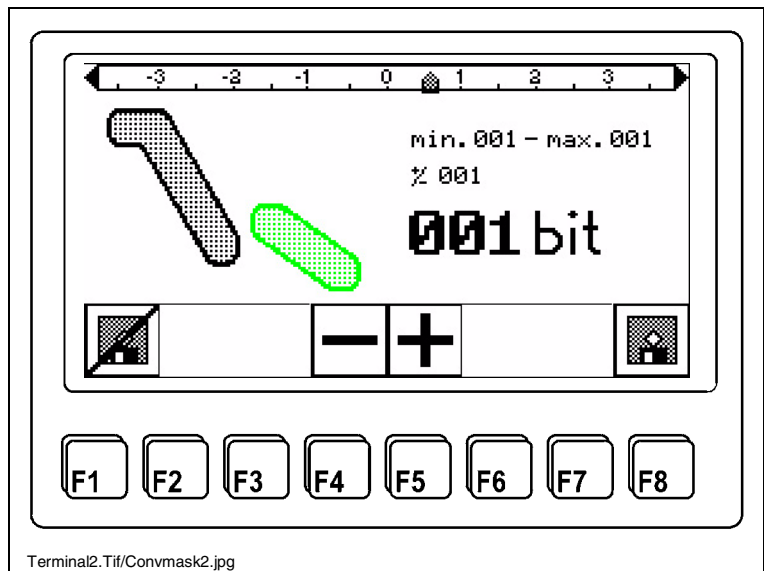 -3 -2 -1 0 1 2 3
min. 001 - max. 001
⁒ 001
001 bit
F1 F2 F3 F4 F5 F6 F7 F8
Terminal2.Tif/Convmask2.jpg